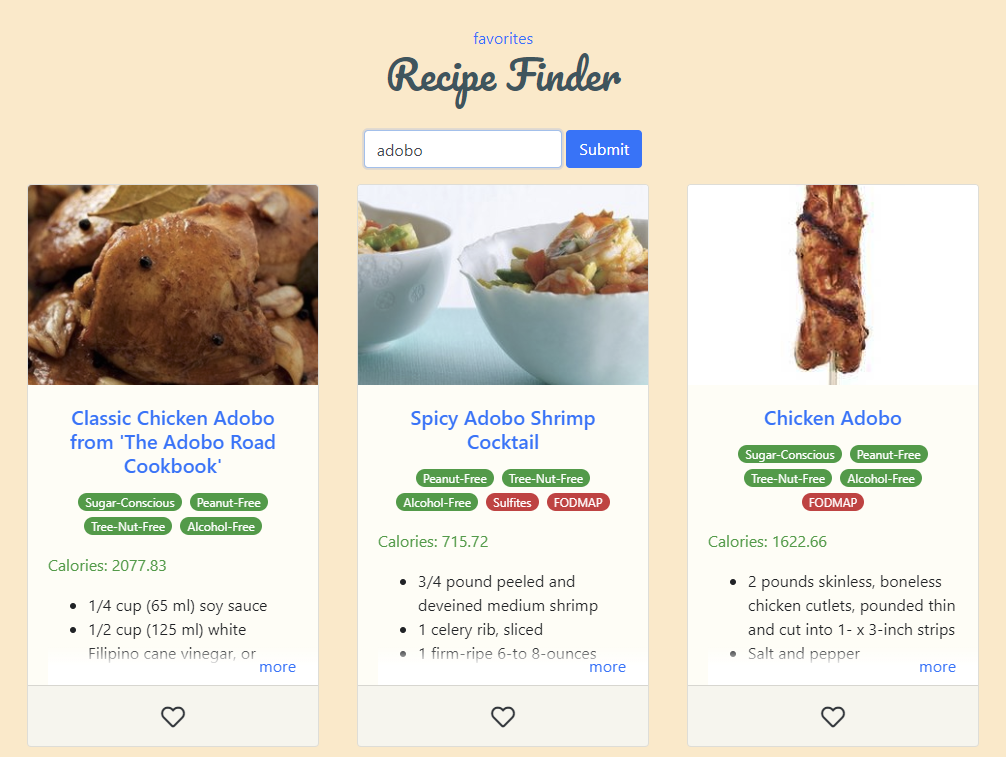 favorites
Recipe Finder
adobo
Submit
Classic Chicken Adobo
from 'The Adobo Road
Cookbook'
Sugar-Conscious
Peanut-Free
Tree-Nut-Free
Alcohol-Free
Calories: 2077.83
1/4 cup (65 ml) soy sauce
1/2 cup (125 ml) white
Filipino cane vinegar, or
more
Spicy Adobo Shrimp
Cocktail
Peanut-Free
Tree-Nut-Free
Alcohol-Free
Sulfites
FODMAP
Calories: 715.72
3/4 pound peeled and
deveined medium shrimp
1 celery rib, sliced
1 firm-ripe 6-to 8-ounces
more
Chicken Adobo
Sugar-Conscious
Peanut-Free
Tree-Nut-Free
Alcohol-Free
FODMAP
Calories: 1622.66
2 pounds skinless, boneless
chicken cutlets, pounded thin
and cut into 1- x 3-inch strips
Salt and pepper
more